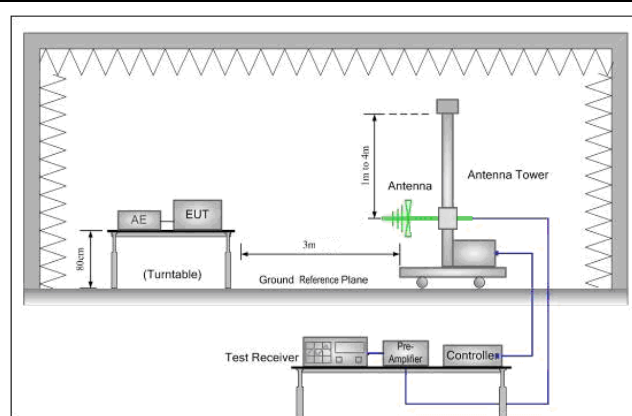 1m to 4m
Antenna Tower
Antenna
AE
EUT
3m
80cm
(Turntable)
Ground Reference Plane
Test Receiver
Pre-
Amplifier
Controller